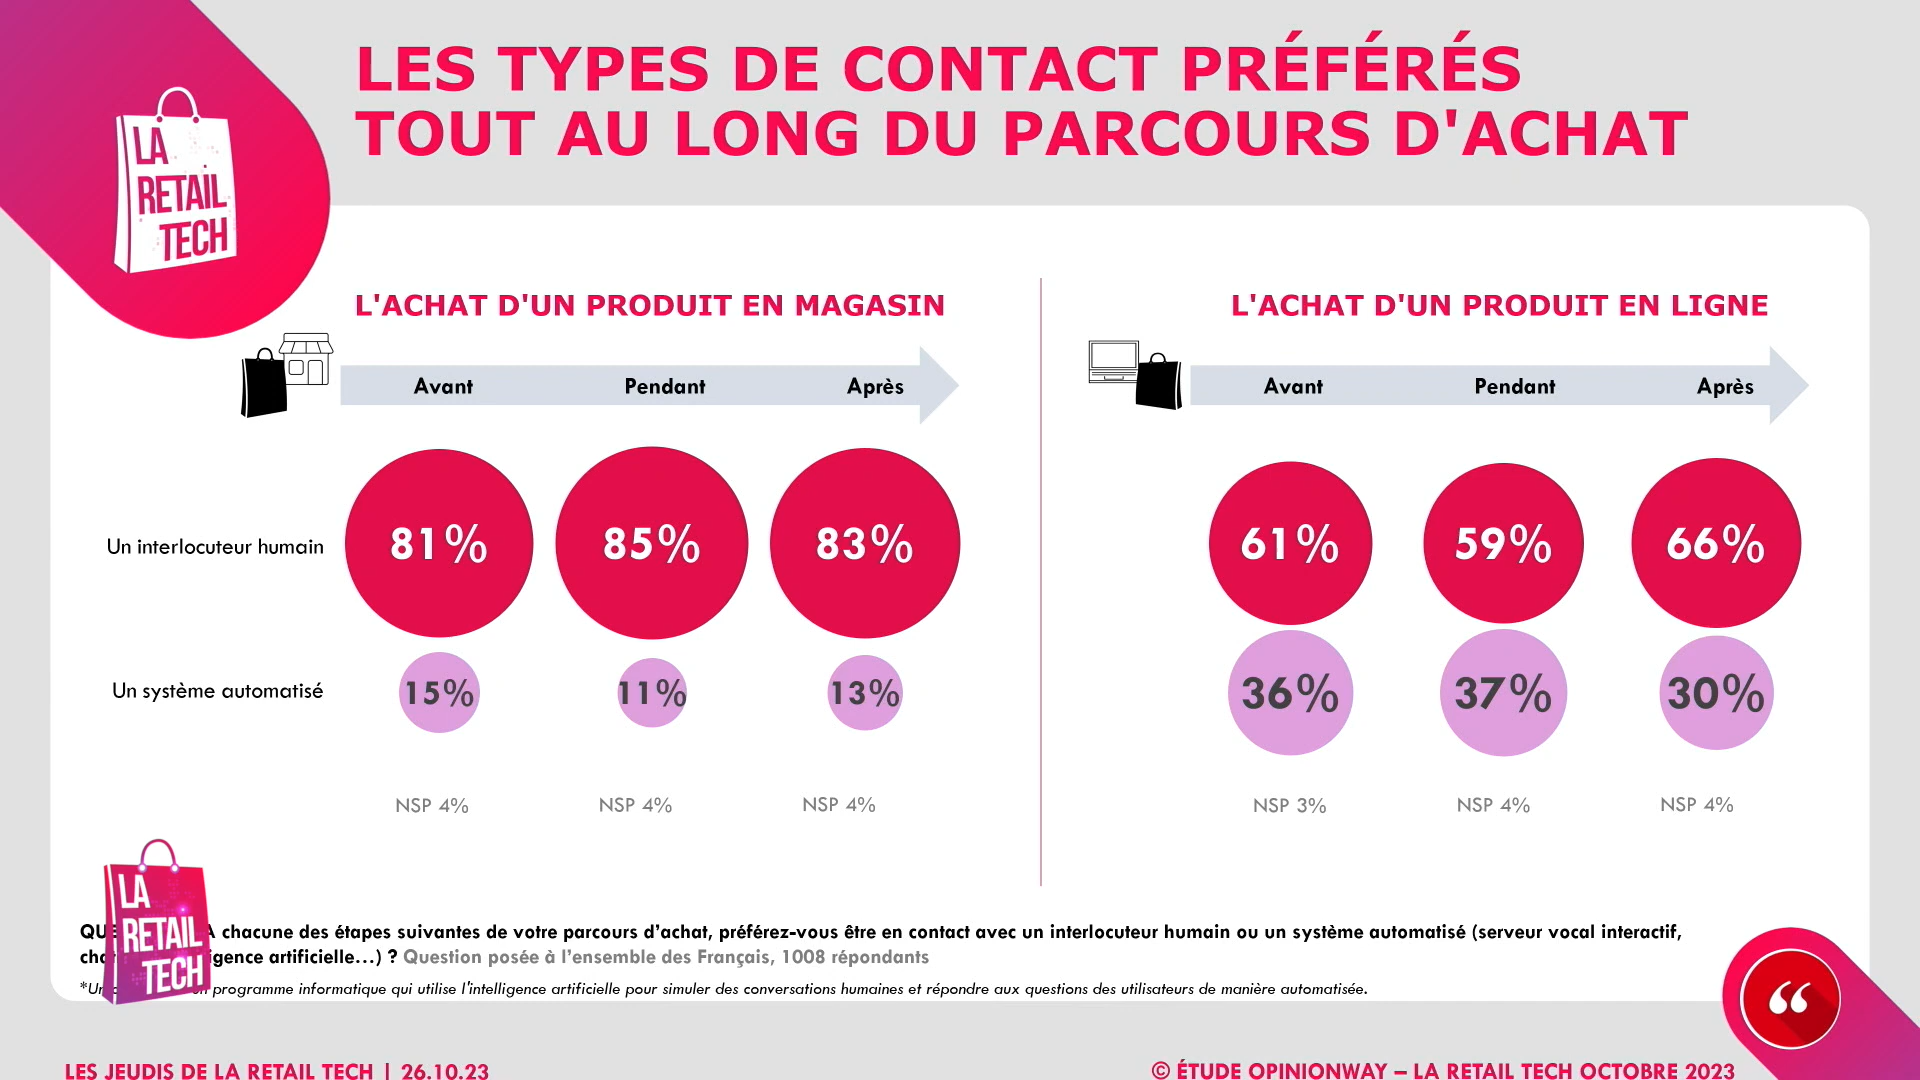 LES TYPES DE CONTACT PRÉFÉRÉS
TOUT AU LONG DU PARCOURS D'ACHAT
LA
RETAIL
TECH
L'ACHAT D'UN PRODUIT EN MAGASIN
Avant Pendant Après
Un interlocuteur humain 81% 85% 83%
Un système automatisé 15% 11% 13%
NSP 4% NSP 4% NSP 4%
L'ACHAT D'UN PRODUIT EN LIGNE
Avant Pendant Après
61% 59% 66%
36% 37% 30%
NSP 3% NSP 4% NSP 4%
LA
RETAIL
TECH
chacune des étapes suivantes de votre parcours d’achat, préférez-vous être en contact avec un interlocuteur humain ou un système automatisé (serveur vocal interactif,
artificielle…) ? Question posée à l’ensemble des Français, 1008 répondants
programme informatique qui utilise l'intelligence artificielle pour simuler des conversations humaines et répondre aux questions des utilisateurs de manière automatisée.
LES JEUDIS DE LA RETAIL TECH | 26.10.23
© ÉTUDE OPINIONWAY – LA RETAIL TECH OCTOBRE 2023